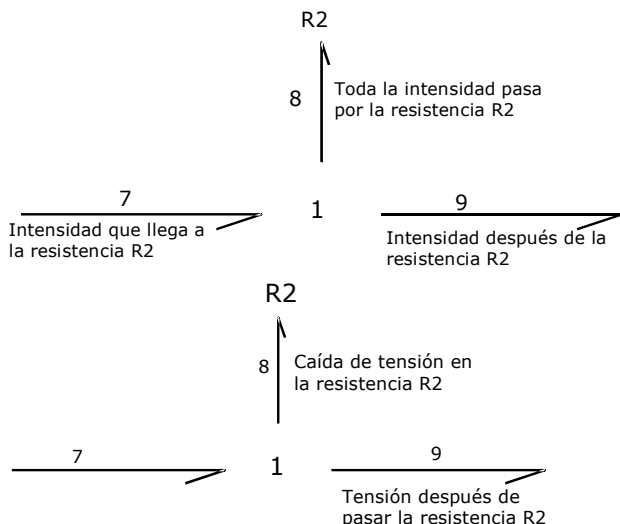 R2
8
Toda la intensidad pasa
por la resistencia R2
7
1
9
Intensidad que llega a
la resistencia R2
Intensidad después de la
resistencia R2
R2
8
Caída de tensión en
la resistencia R2
7
1
9
Tensión después de
pasar la resistencia R2